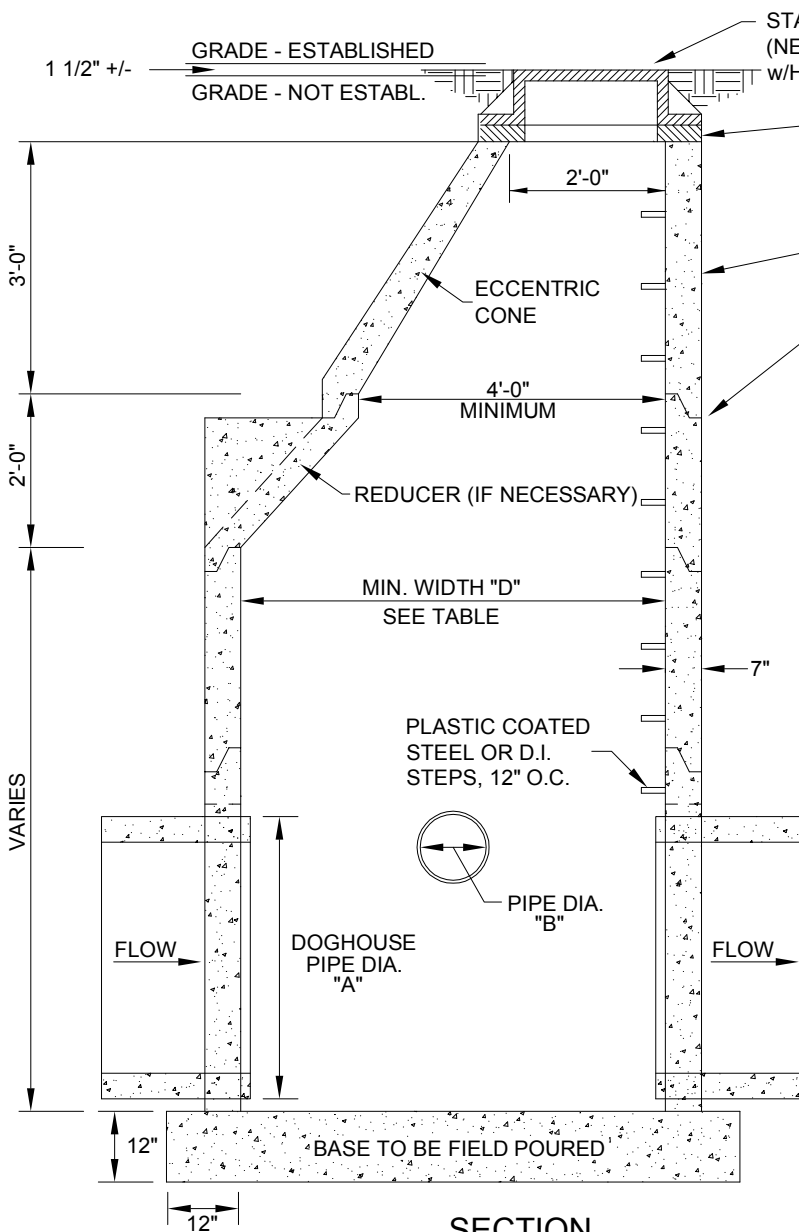 STA
(NE
w/H
GRADE - ESTABLISHED
1 1/2" +/-
GRADE - NOT ESTABL.
2'-0"
3'-0"
ECCENTRIC
CONE
4'-0"
MINIMUM
2'-0"
REDUCER (IF NECESSARY)
MIN. WIDTH "D"
SEE TABLE
7"
PLASTIC COATED
STEEL OR D.I.
STEPS, 12" O.C.
VARIES
PIPE DIA.
"B"
FLOW
DOGHOUSE
PIPE DIA.
"A"
FLOW
12"
BASE TO BE FIELD POURED
12"
SECTION